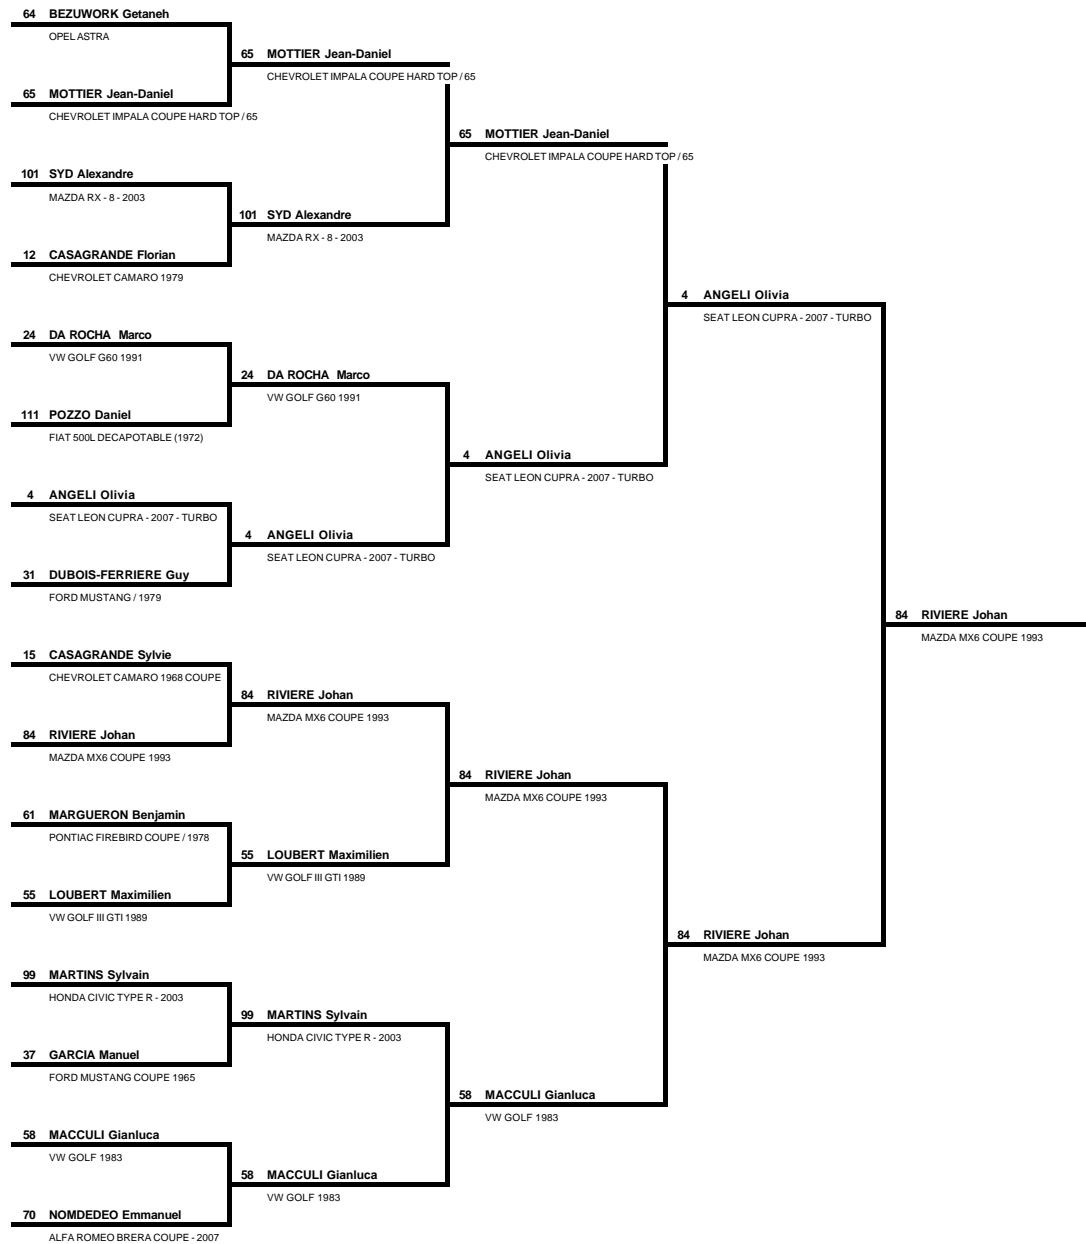 64 BEZUWORK Getaneh
OPEL ASTRA
65 MOTTIER Jean-Daniel
CHEVROLET IMPALA COUPE HARD TOP / 65
65 MOTTIER Jean-Daniel
CHEVROLET IMPALA COUPE HARD TOP / 65
65 MOTTIER Jean-Daniel
CHEVROLET IMPALA COUPE HARD TOP / 65
101 SYD Alexandre
MAZDA RX - 8 - 2003
101 SYD Alexandre
MAZDA RX - 8 - 2003
12 CASAGRANDE Florian
CHEVROLET CAMARO 1979
4 ANGELI Olivia
SEAT LEON CUPRA - 2007 - TURBO
24 DA ROCHA Marco
VW GOLF G60 1991
24 DA ROCHA Marco
VW GOLF G60 1991
111 POZZO Daniel
FIAT 500L DECAPOTABLE (1972)
4 ANGELI Olivia
SEAT LEON CUPRA - 2007 - TURBO
4 ANGELI Olivia
SEAT LEON CUPRA - 2007 - TURBO
4 ANGELI Olivia
SEAT LEON CUPRA - 2007 - TURBO
31 DUBOIS-FERRIERE Guy
FORD MUSTANG / 1979
84 RIVIERE Johan
MAZDA MX6 COUPE 1993
15 CASAGRANDE Sylvie
CHEVROLET CAMARO 1968 COUPE
84 RIVIERE Johan
MAZDA MX6 COUPE 1993
84 RIVIERE Johan
MAZDA MX6 COUPE 1993
84 RIVIERE Johan
MAZDA MX6 COUPE 1993
61 MARGUERON Benjamin
PONTIAC FIREBIRD COUPE / 1978
55 LOUBERT Maximilien
VW GOLF III GTI 1989
55 LOUBERT Maximilien
VW GOLF III GTI 1989
84 RIVIERE Johan
MAZDA MX6 COUPE 1993
99 MARTINS Sylvain
HONDA CIVIC TYPE R - 2003
99 MARTINS Sylvain
HONDA CIVIC TYPE R - 2003
37 GARCIA Manuel
FORD MUSTANG COUPE 1965
58 MACCULI Gianluca
VW GOLF 1983
58 MACCULI Gianluca
VW GOLF 1983
58 MACCULI Gianluca
VW GOLF 1983
70 NOMDEDEO Emmanuel
ALFA ROMEO BRERA COUPE - 2007